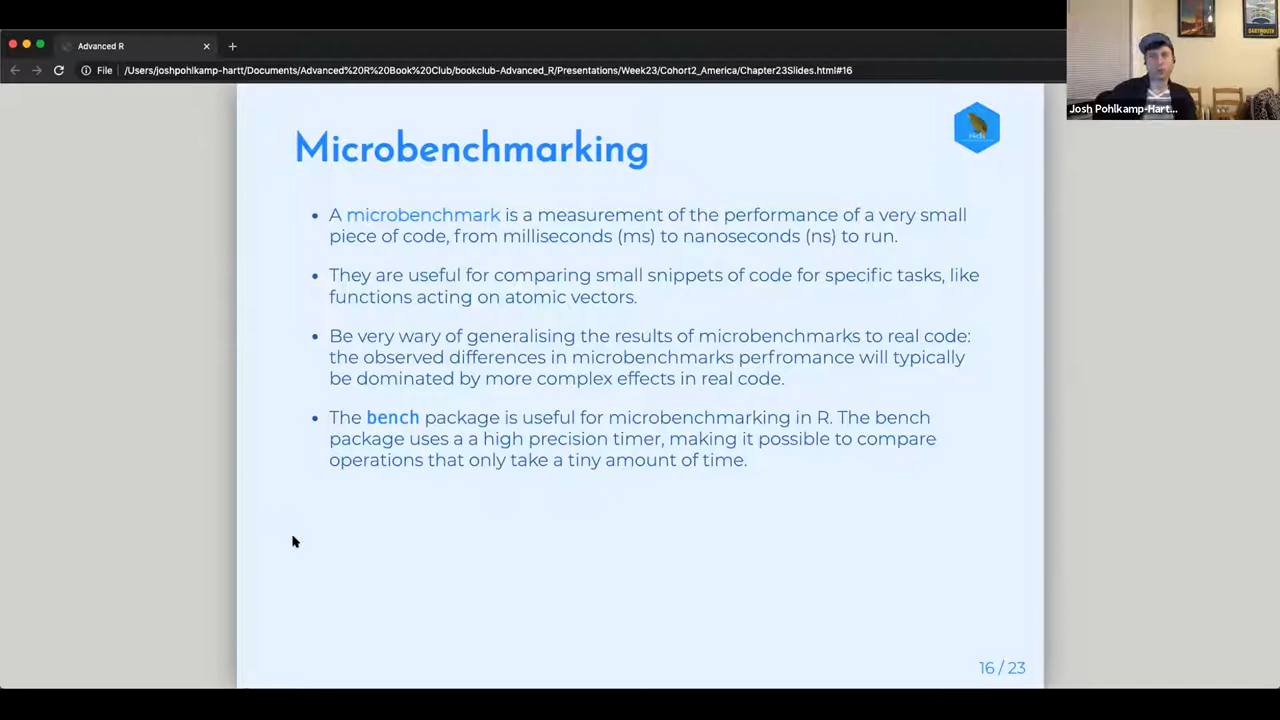 Advanced R
File
/Users/joshpohlkamp-hartt/Documents/Advanced%20R%20Book%20Club/bookclub-Advanced_R/Presentations/Week23/Cohort2_America/Chapter23Slides.html#16
DARTMOUTH
Josh Pohlkamp-Hart...
Microbenchmarking
A microbenchmark is a measurement of the performance of a very small
piece of code, from milliseconds (ms) to nanoseconds (ns) to run.
They are useful for comparing small snippets of code for specific tasks, like
functions acting on atomic vectors.
Be very wary of generalising the results of microbenchmarks to real code:
the observed differences in microbenchmarks perfromance will typically
be dominated by more complex effects in real code.
The bench package is useful for microbenchmarking in R. The bench
package uses a a high precision timer, making it possible to compare
operations that only take a tiny amount of time.
16 / 23